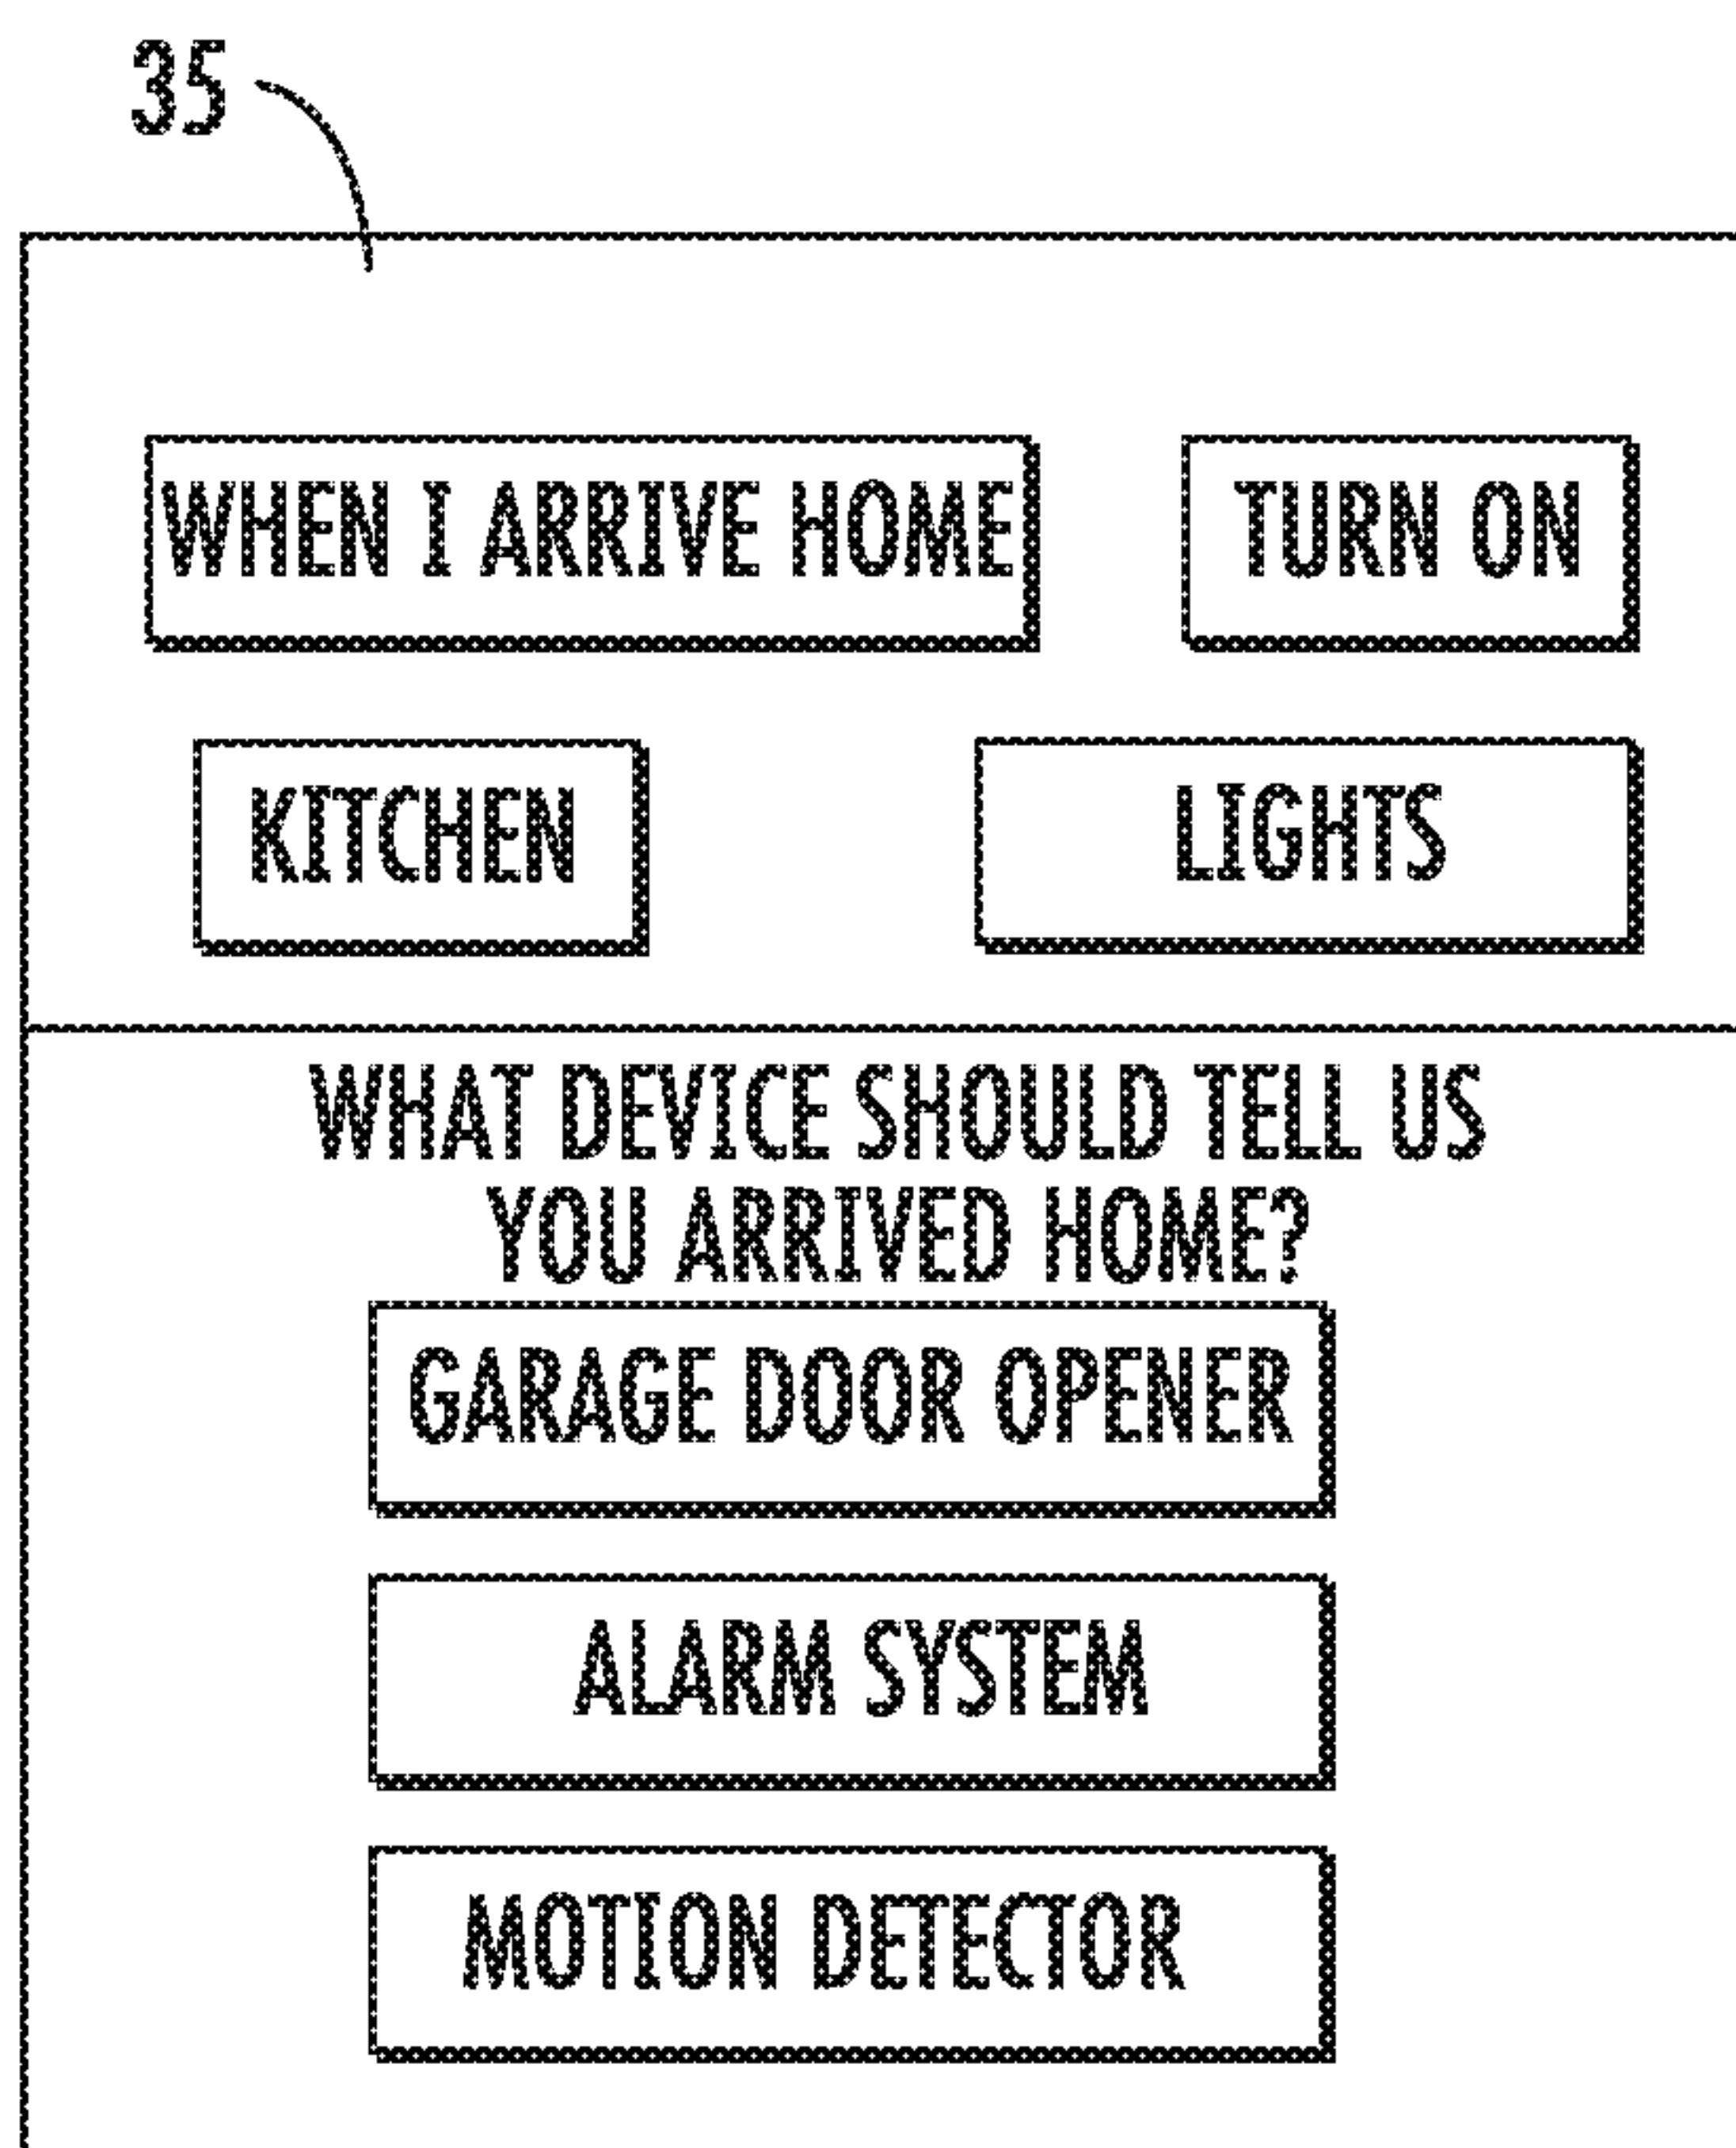 35
WHEN I ARRIVE HOME
TURN ON
KITCHEN
LIGHTS
WHAT DEVICE SHOULD TELL US
YOU ARRIVED HOME?
GARAGE DOOR OPENER
ALARM SYSTEM
MOTION DETECTOR